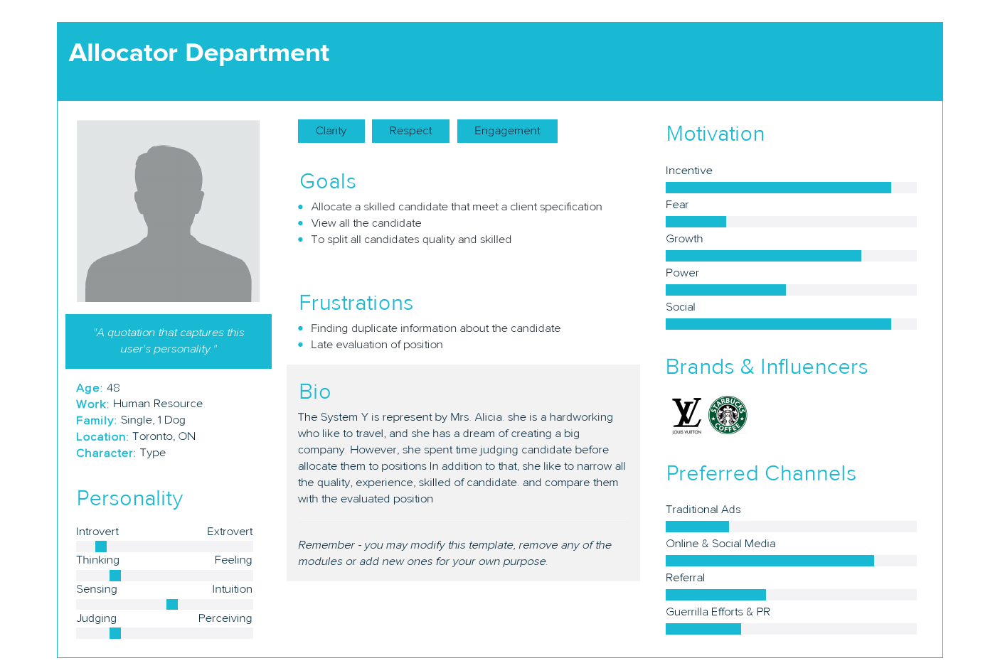 Allocator Department
"A quotation that captures this
user's personality."
Age: 48
Work: Human Resource
Family: Single, 1 Dog
Location: Toronto, ON
Character: Type
Personality
Introvert Extrovert
Thinking Feeling
Sensing Intuition
Judging Perceiving
Clarity Respect Engagement
Goals
Allocate a skilled candidate that meet a client specification
View all the candidate
To split all candidates quality and skilled
Frustrations
Finding duplicate information about the candidate
Late evaluation of position
Bio
The System Y is represent by Mrs. Alicia. she is a hardworking
who like to travel, and she has a dream of creating a big
company. However, she spent time judging candidate before
allocate them to positions In addition to that, she like to narrow all
the quality, experience, skilled of candidate. and compare them
with the evaluated position
Remember - you may modify this template, remove any of the
modules or add new ones for your own purpose.
Motivation
Incentive
Fear
Growth
Power
Social
Brands & Influencers
LV
LOUIS VUITTON
STARBUCKS
COFFEE
Preferred Channels
Traditional Ads
Online & Social Media
Referral
Guerrilla Efforts & PR